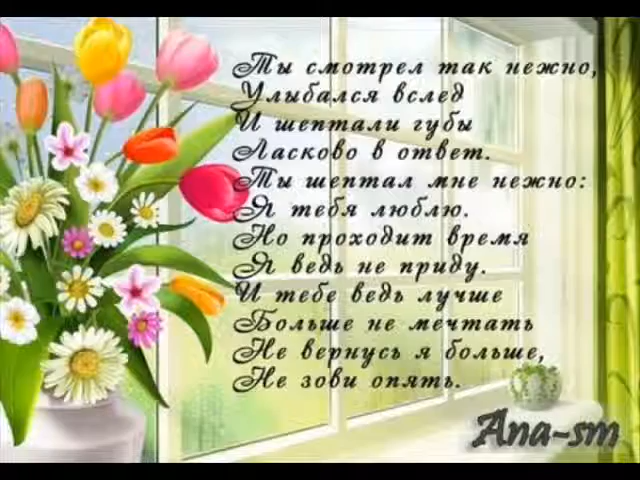 Ты смотрел так нежно,
Улыбался вслед
И шептали губы
Ласково в ответ.
Ты шептал мне нежно:
Я тебя люблю.
Но проходит время
Я ведь не приду.
И тебе ведь лучше
Больше не мечтать
Не вернусь я больше,
Не зови опять.
Ana-sm